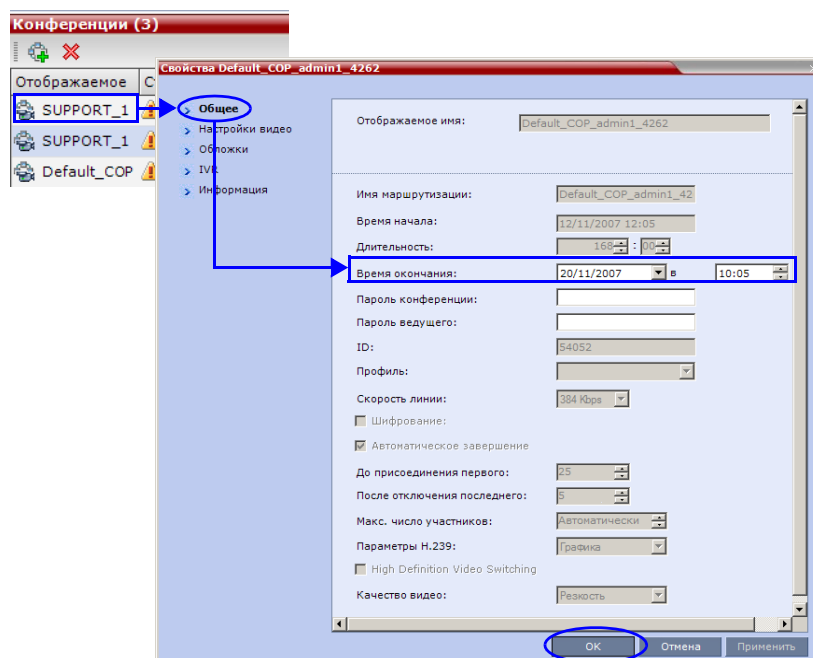 Конференции (3)
Отображаемое С
SUPPORT_1
SUPPORT_1
Default_COP
Свойства Default_COP_admin1_4262
Общее
Настройки видео
Обложки
IVR
Информация
Отображаемое имя: Default_COP_admin1_4262
Имя маршрутизации: Default_COP_admin1_42
Время начала: 12/11/2007 12:05
Длительность: 168 : 00
Время окончания: 20/11/2007 в 10:05
Пароль конференции:
Пароль ведущего:
ID: 54052
Профиль:
Скорость линии: 384 Kbps
Шифрование:
Автоматическое завершение
До присоединения первого: 25
После отключения последнего: 5
Макс. число участников: Автоматически
Параметры H.239: Графика
High Definition Video Switching
Качество видео: Резкость
OK Отмена Применить